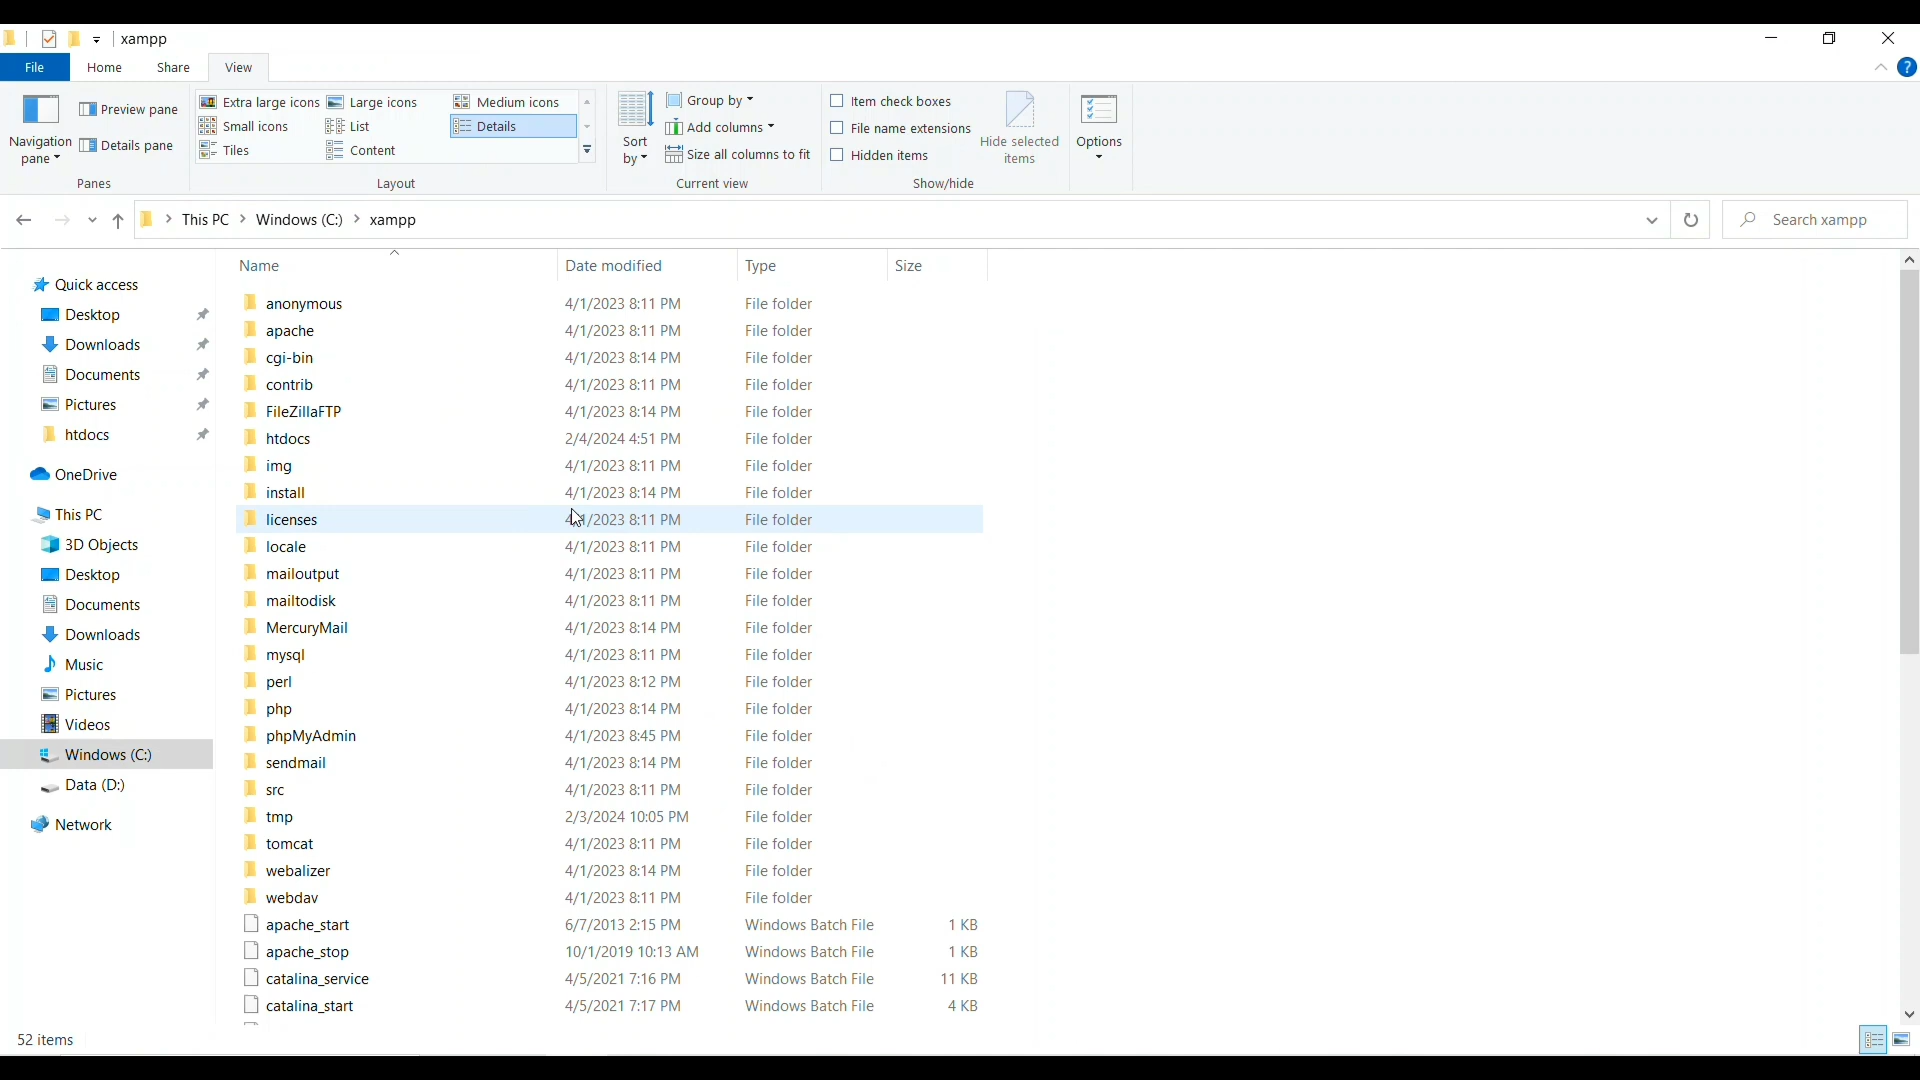 xampp
File Home Share View
Navigation pane
Preview pane
Details pane
Panes
Extra large icons Large icons Medium icons
Small icons List Details
Tiles Content
Layout
Sort by
Group by
Add columns
Size all columns to fit
Current view
Item check boxes
File name extensions
Hidden items
Hide selected items
Show/hide
Options
This PC > Windows (C:) > xampp
Search xampp
Quick access
Desktop
Downloads
Documents
Pictures
htdocs
OneDrive
This PC
3D Objects
Desktop
Documents
Downloads
Music
Pictures
Videos
Windows (C:)
Data (D:)
Network
Name Date modified Type Size
anonymous 4/1/2023 8:11 PM File folder
apache 4/1/2023 8:11 PM File folder
cgi-bin 4/1/2023 8:14 PM File folder
contrib 4/1/2023 8:11 PM File folder
FileZillaFTP 4/1/2023 8:14 PM File folder
htdocs 2/4/2024 4:51 PM File folder
img 4/1/2023 8:11 PM File folder
install 4/1/2023 8:14 PM File folder
licenses 4/1/2023 8:11 PM File folder
locale 4/1/2023 8:11 PM File folder
mailoutput 4/1/2023 8:11 PM File folder
mailtodisk 4/1/2023 8:11 PM File folder
MercuryMail 4/1/2023 8:14 PM File folder
mysql 4/1/2023 8:11 PM File folder
perl 4/1/2023 8:12 PM File folder
php 4/1/2023 8:14 PM File folder
phpMyAdmin 4/1/2023 8:45 PM File folder
sendmail 4/1/2023 8:14 PM File folder
src 4/1/2023 8:11 PM File folder
tmp 2/3/2024 10:05 PM File folder
tomcat 4/1/2023 8:11 PM File folder
webalizer 4/1/2023 8:14 PM File folder
webdav 4/1/2023 8:11 PM File folder
apache_start 6/7/2013 2:15 PM Windows Batch File 1 KB
apache_stop 10/1/2019 10:13 AM Windows Batch File 1 KB
catalina_service 4/5/2021 7:16 PM Windows Batch File 11 KB
catalina_start 4/5/2021 7:17 PM Windows Batch File 4 KB
52 items